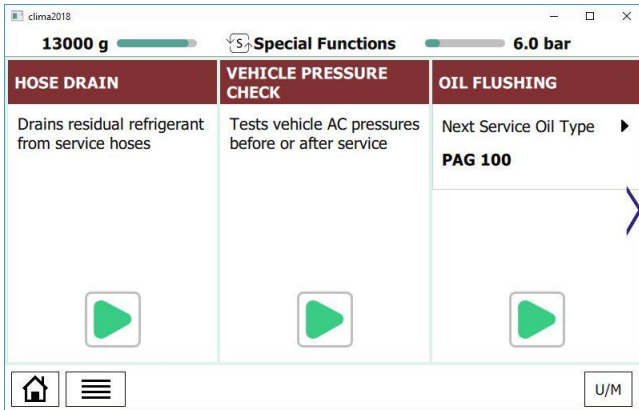 clima2018
13000 g
S
Special Functions
6.0 bar
HOSE DRAIN
Drains residual refrigerant
from service hoses
VEHICLE PRESSURE
CHECK
Tests vehicle AC pressures
before or after service
OIL FLUSHING
Next Service Oil Type
PAG 100
U/M